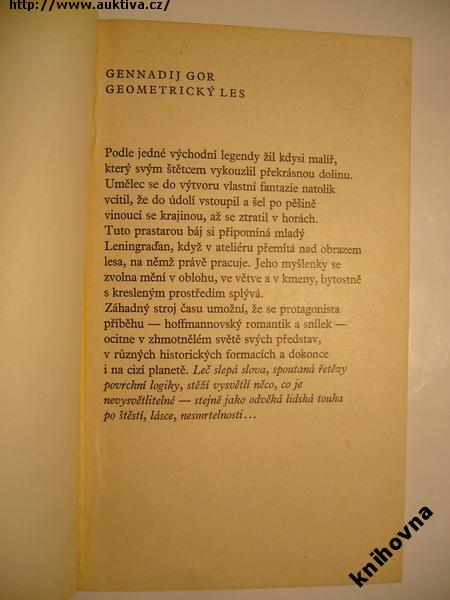 http://www.auktiva.cz/
GENNADIJ GOR
GEOMETRICKÝ LES
Podle jedné východní legendy žil kdysi malíř,
který svým štětcem vykouzlil překrásnou dolinu.
Umělec se do výtvoru vlastní fantazie natolik
vcítil, že do údolí vstoupil a šel po pěšině
vinoucí se krajinou, až se ztratil v horách.
Tuto prastarou báj si připomíná mladý
Leningraďan, když v ateliéru přemítá nad obrazem
lesa, na němž právě pracuje. Jeho myšlenky se
zvolna mění v oblohu, ve větve a v kmeny, bytostně
s kresleným prostředím splývá.
Záhadný stroj času umožní, že se protagonista
příběhu — hoffmannovský romantik a snílek —
ocitne v zhmotnělém světě svých představ,
v různých historických formacích a dokonce
i na cizí planetě. Leč slepá slova, spoutaná řetězy
povrchní logiky, stěží vysvětlí něco, co je
nevysvětlitelné — stejně jako odvěká lidská touha
po štěstí, lásce, nesmrtelnosti...
knihovna